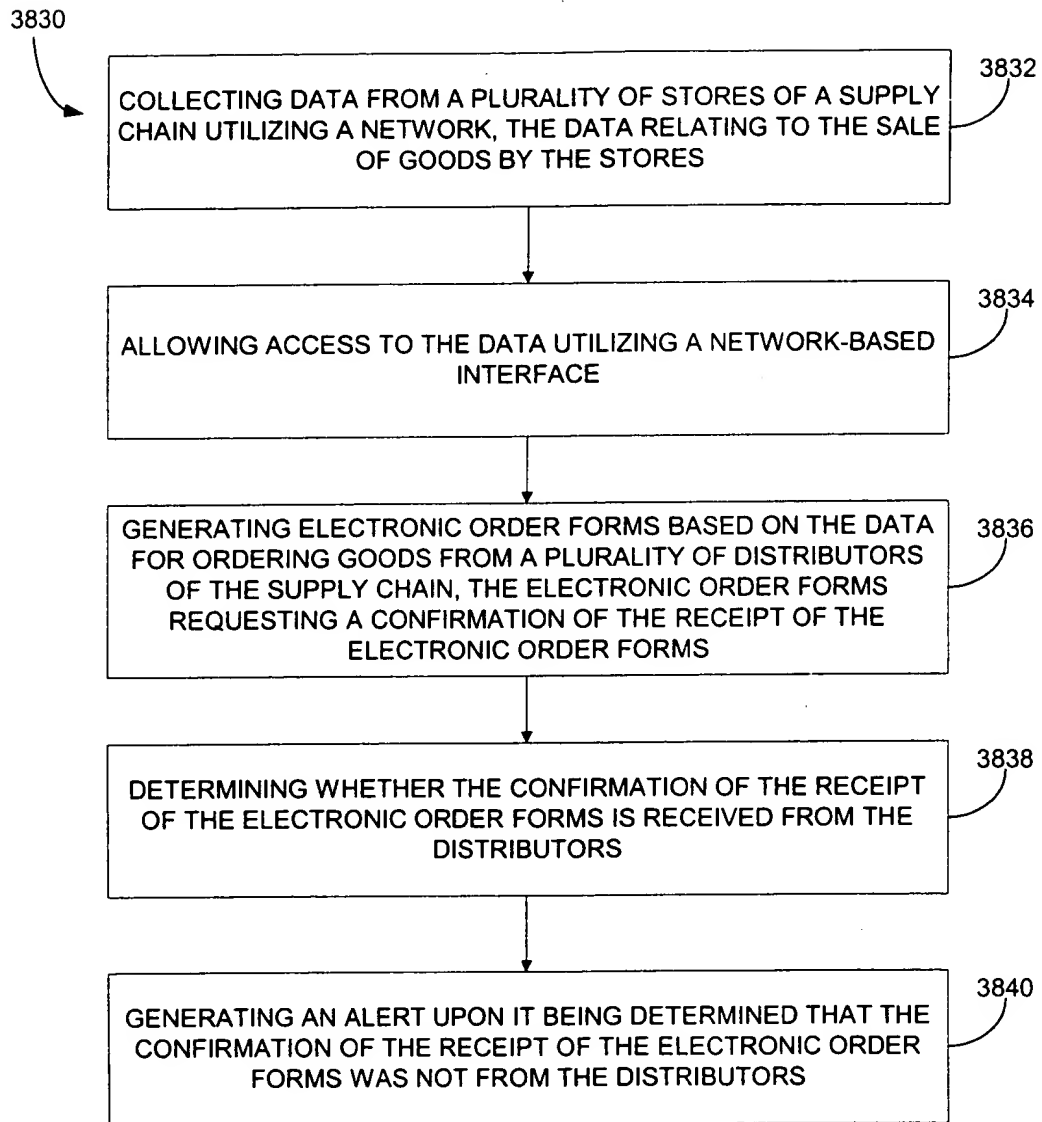 3830
3832
COLLECTING DATA FROM A PLURALITY OF STORES OF A SUPPLY
CHAIN UTILIZING A NETWORK, THE DATA RELATING TO THE SALE
OF GOODS BY THE STORES
3834
ALLOWING ACCESS TO THE DATA UTILIZING A NETWORK-BASED
INTERFACE
3836
GENERATING ELECTRONIC ORDER FORMS BASED ON THE DATA
FOR ORDERING GOODS FROM A PLURALITY OF DISTRIBUTORS
OF THE SUPPLY CHAIN, THE ELECTRONIC ORDER FORMS
REQUESTING A CONFIRMATION OF THE RECEIPT OF THE
ELECTRONIC ORDER FORMS
3838
DETERMINING WHETHER THE CONFIRMATION OF THE RECEIPT
OF THE ELECTRONIC ORDER FORMS IS RECEIVED FROM THE
DISTRIBUTORS
3840
GENERATING AN ALERT UPON IT BEING DETERMINED THAT THE
CONFIRMATION OF THE RECEIPT OF THE ELECTRONIC ORDER
FORMS WAS NOT FROM THE DISTRIBUTORS